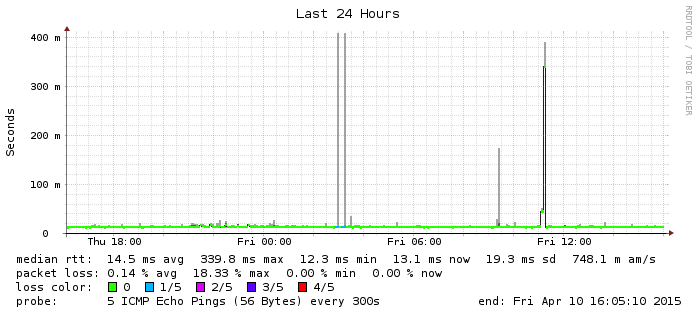 Last 24 Hours
RRDTOOL / TOBI OETIKER
Seconds
400 m
300 m
200 m
100 m
0
Thu 18:00 Fri 00:00 Fri 06:00 Fri 12:00
median rtt: 14.5 ms avg 339.8 ms max 12.3 ms min 13.1 ms now 19.3 ms sd 748.1 m am/s
packet loss: 0.14 % avg 18.33 % max 0.00 % min 0.00 % now
loss color: 0 1/5 2/5 3/5 4/5
probe: 5 ICMP Echo Pings (56 Bytes) every 300s end: Fri Apr 10 16:05:10 2015